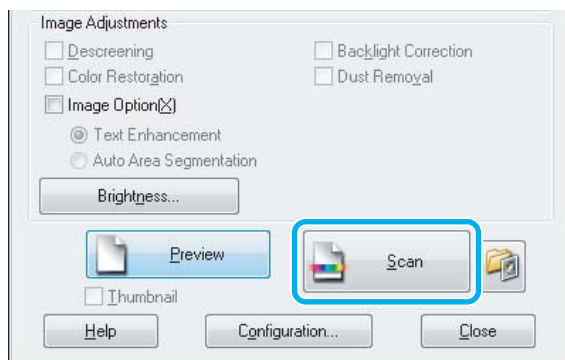 Image Adjustments
Descreening Backlight Correction
Color Restoration Dust Removal
Image Option(X)
Text Enhancement
Auto Area Segmentation
Brightness...
Preview Scan
Thumbnail
Help Configuration... Close